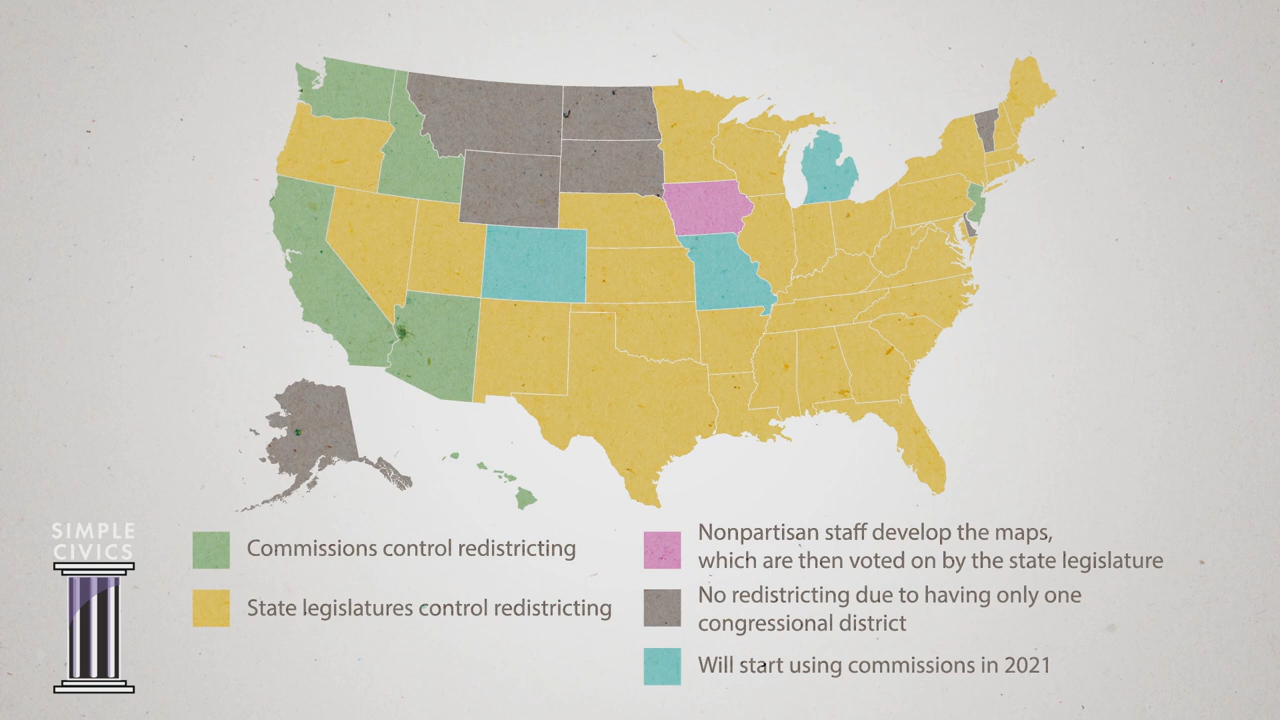 Commissions control redistricting
State legislatures control redistricting
Nonpartisan staff develop the maps,
which are then voted on by the state legislature
No redistricting due to having only one
congressional district
Will start using commissions in 2021
SIMPLE
CIVICS